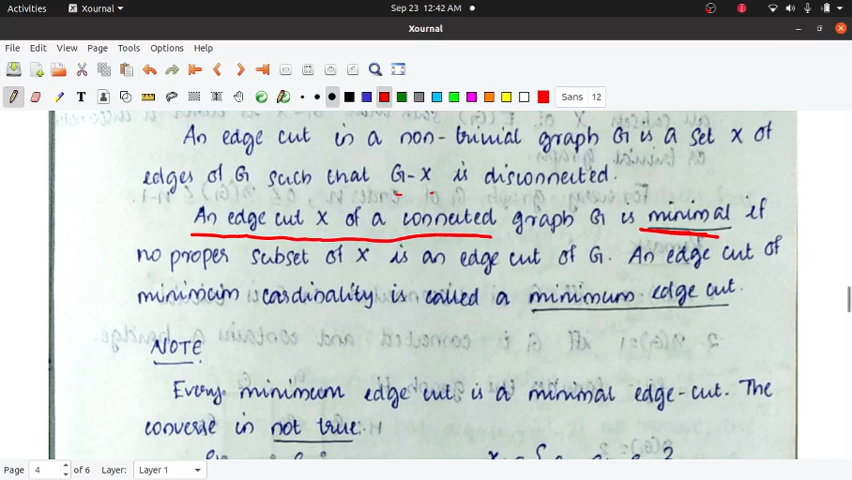 Activities
Xournal
Sep 23 12:42 AM
Xournal
File Edit View Page Tools Options Help
Sans 12
An edge cut in a non-trivial graph G is a set X of
edges of G such that G-X is disconnected.
An edge cut X of a connected graph G is minimal if
no proper subset of X is an edge cut of G. An edge cut of
minimum cardinality is called a minimum edge cut.
NOTE
Every minimum edge cut is a minimal edge-cut. The
converse is not true.
Page 4 of 6 Layer: Layer 1